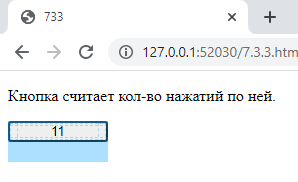 733
127.0.0.1:52030/7.3.3.htm
Кнопка считает кол-во нажатий по ней.
11